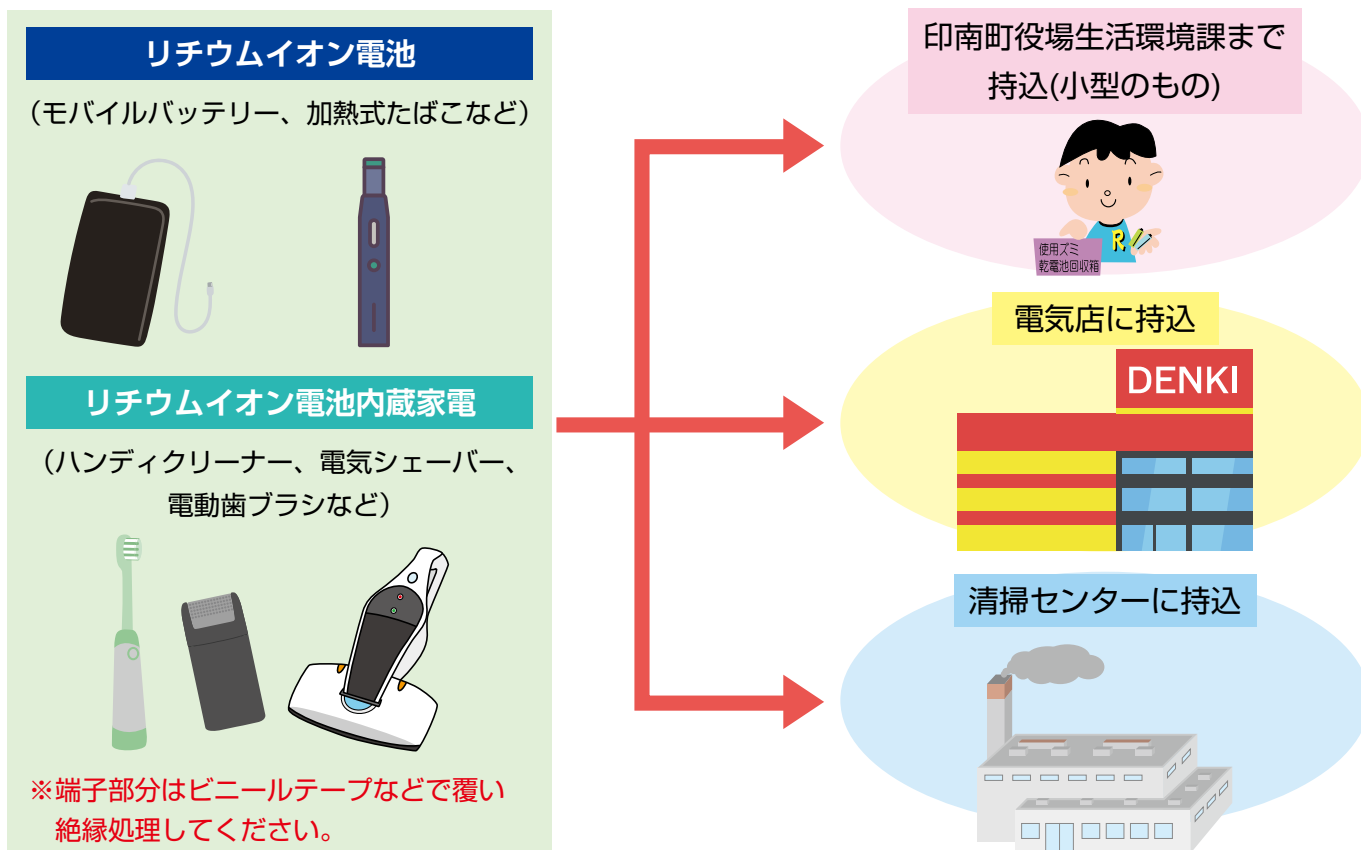 リチウムイオン電池
（モバイルバッテリー、加熱式たばこなど）
リチウムイオン電池内蔵家電
（ハンディクリーナー、電気シェーバー、
電動歯ブラシなど）
※端子部分はビニールテープなどで覆い
絶縁処理してください。
印南町役場生活環境課まで
持込(小型のもの)
R
使用ズミ
乾電池回収箱
電気店に持込
DENKI
清掃センターに持込